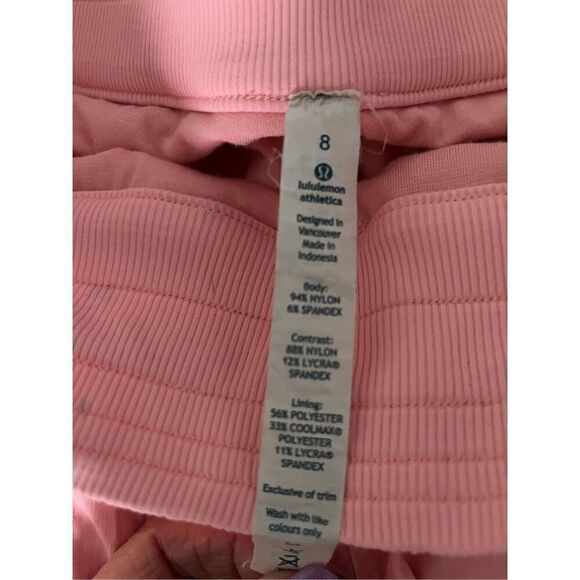 8
lululemon
athletica
Designed in
Vancouver
Made in
Indonesia
Body:
94% NYLON
6% SPANDEX
Contrast:
88% NYLON
12% LYCRA®
SPANDEX
Lining:
56% POLYESTER
33% COOLMAX®
POLYESTER
11% LYCRA®
SPANDEX
Exclusive of trim
Wash with like
colours only